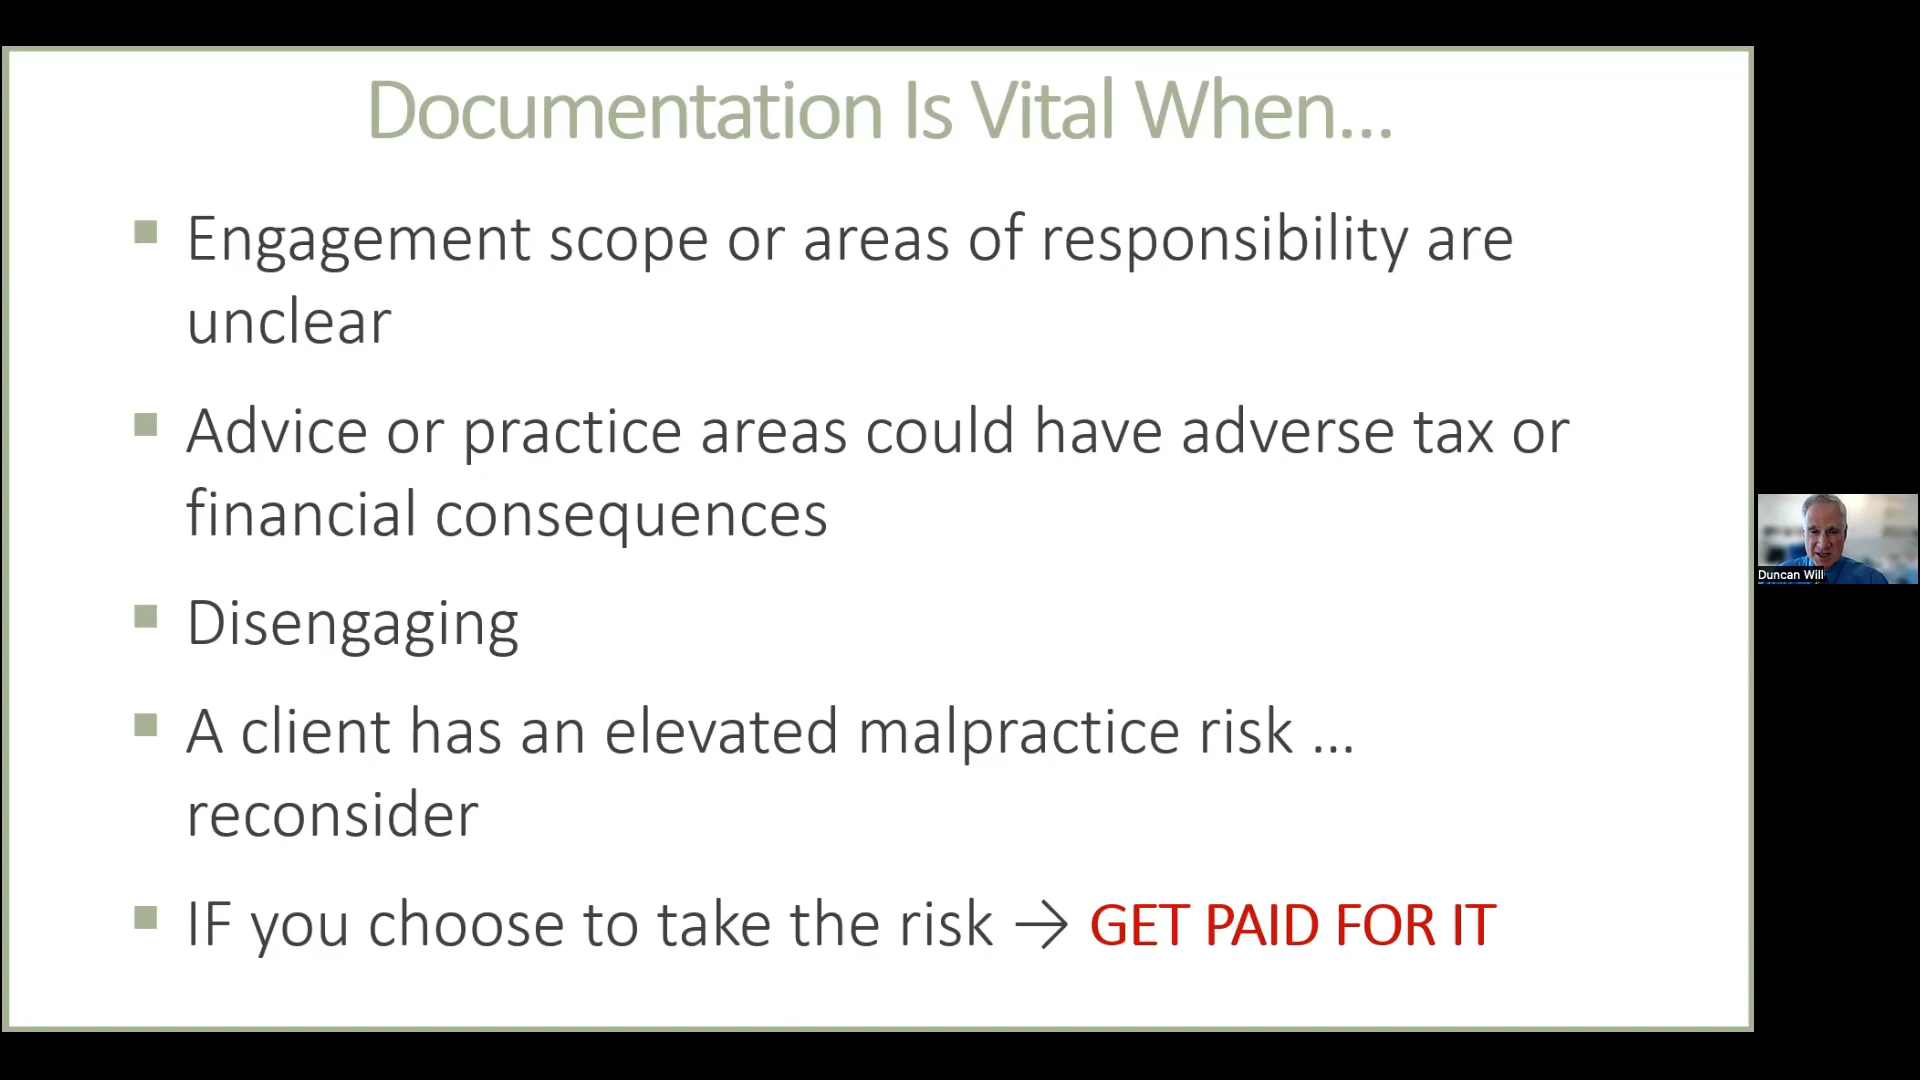 Documentation Is Vital When...
Engagement scope or areas of responsibility are
unclear
Advice or practice areas could have adverse tax or
financial consequences
Disengaging
A client has an elevated malpractice risk ...
reconsider
IF you choose to take the risk → GET PAID FOR IT
Duncan Will